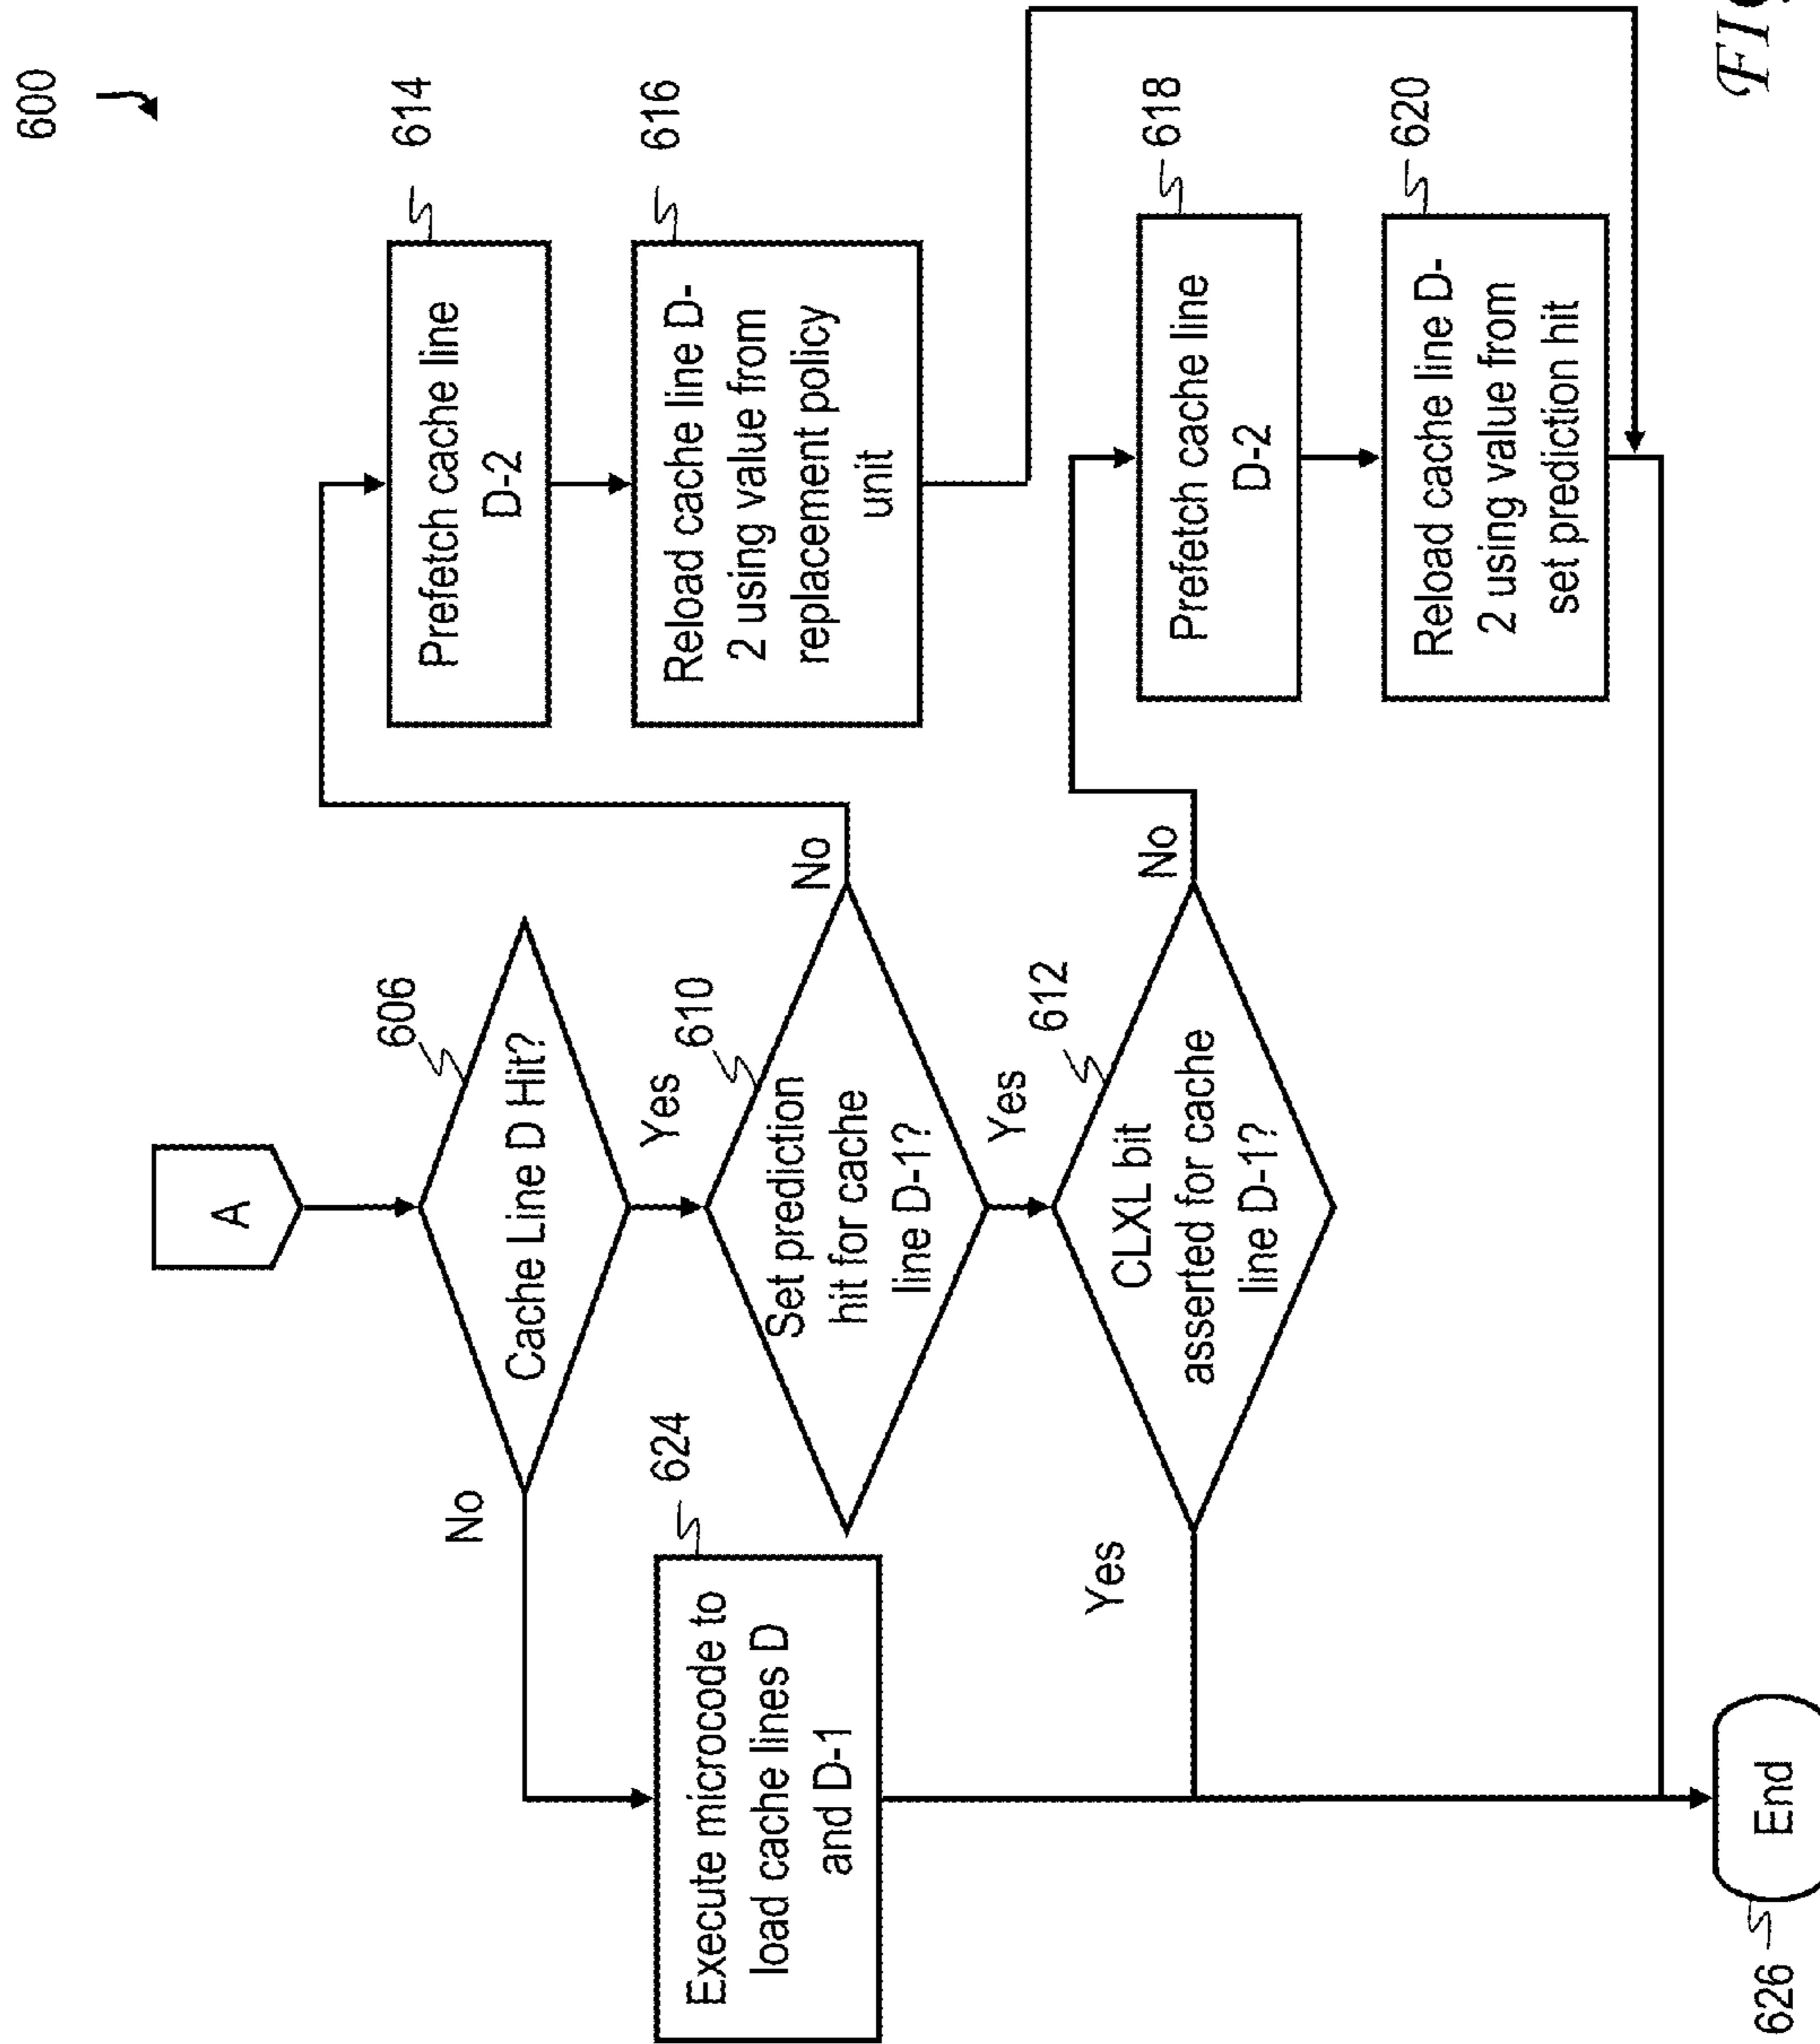 600
A
606
Cache Line D Hit?
No
Yes
624
Execute microcode to
load cache lines D
and D-1
610
Set prediction
hit for cache
line D-1?
No
Yes
614
Prefetch cache line
D-2
616
Reload cache line D-
2 using value from
replacement policy
unit
612
CLXL bit
asserted for cache
line D-1?
Yes
No
618
Prefetch cache line
D-2
620
Reload cache line D-
2 using value from
set prediction hit
626
End